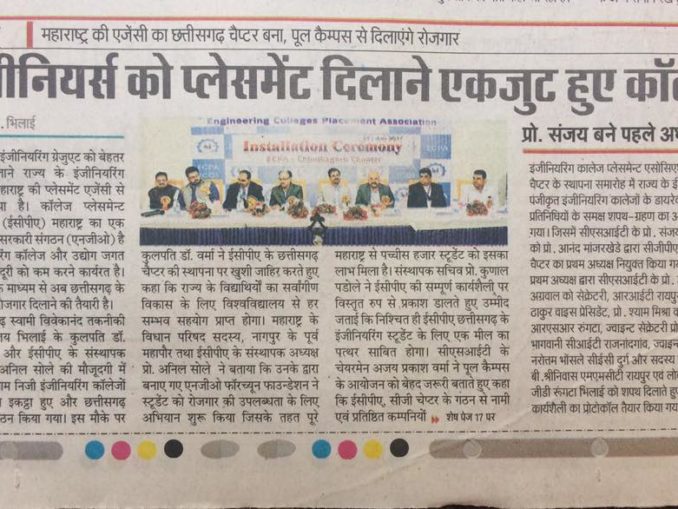 महाराष्ट्र की एजेंसी का छत्तीसगढ़ चैप्टर बना, पूल कैम्पस से दिलाएंगे रोजगार
को प्लेसमेंट दिलाने एकजुट हुए
भिलाई
इंजीनियरिंग ग्रेजुएट को बेहतर
राज्य के इंजीनियरिंग
की प्लेसमेंट एजेंसी से
है। कॉलेज प्लेसमेंट
(ईसीपीए) महाराष्ट्र का एक
सरकारी संगठन (एनजीओ) है
कॉलेज और उद्योग जगत
को कम करने कार्यरत है।
के माध्यम से अब छत्तीसगढ़ के
रोजगार दिलाने की तैयारी है।
स्वामी विवेकानंद तकनीकी
भिलाई के कुलपति डॉ.
और ईसीपीए के संस्थापक
अनिल सोले की मौजूदगी में
निजी इंजीनियरिंग कॉलेजों
इकट्ठा हुए और छत्तीसगढ़
गठन किया गया। इस मौके पर
Engineering Colleges Placement Association
Installation Ceremony
ECPA - Chhattisgarh Chapter
कुलपति डॉ. वर्मा ने ईसीपीए के छत्तीसगढ़
चैप्टर की स्थापना पर खुशी जाहिर करते हुए
कहा कि राज्य के विद्यार्थियों का सर्वांगीण
विकास के लिए विश्वविद्यालय से हर
सम्भव सहयोग प्राप्त होगा। महाराष्ट्र के
विधान परिषद सदस्य, नागपुर के पूर्व
महापौर तथा ईसीपीए के संस्थापक अध्यक्ष
प्रो. अनिल सोले ने बताया कि उनके द्वारा
बनाए गए एनजीओ फॉरच्यून फाउन्डेशन ने
स्टूडेंट को रोजगार की उपलब्धता के लिए
अभियान शुरू किया जिसके तहत पूरे
महाराष्ट्र से पच्चीस हजार स्टूडेंट को इसका
लाभ मिला है। संस्थापक सचिव प्रो. कुणाल
पडोले ने ईसीपीए की सम्पूर्ण कार्यशैली पर
विस्तृत रुप से प्रकाश डालते हुए उम्मीद
जताई कि निश्चित ही ईसीपीए छत्तीसगढ़ के
इंजीनियरिंग स्टूडेंट के लिए एक मील का
पत्थर साबित होगा। सीएसआईटी के
चेयरमेन अजय प्रकाश वर्मा ने पूल कैम्पस
के आयोजन को बेहद जरूरी बताते हुए कहा
कि ईसीपीए, सीजी चेप्टर के गठन से नामी
एवं प्रतिष्ठित कम्पनियों शेष पेज 17 पर
प्रो. संजय बने पहले
इंजीनियरिंग कालेज प्लेसमेंट
चैप्टर के स्थापना समारोह में राज्य के
पंजीकृत इंजीनियरिंग कालेजों के
प्रतिनिधियों के समक्ष शपथ-ग्रहण का
गया। जिसमें सीएसआईटी के प्रो.
को प्रो. आनंद मांजरखेडे द्वारा सीजीपीए
चेप्टर का प्रथम अध्यक्ष नियुक्त किया
प्रथम अध्यक्ष द्वारा सीएसआईटी के प्रो.
अग्रवाल को सेक्रेटरी, आरआईटी
ठाकुर वाइस प्रेसिडेंट, प्रो. श्याम मिश्रा
आरएसआर रुंगटा, ज्वाइन्ट सेक्रेटरी
भागवानी सीआईटी राजनांदगांव,
नरोतम भोंसले सीईसी दुर्ग और सदस्य
बी. श्रीनिवास एमएमसीटी रायपुर एवं
जीडी रूंगटा भिलाई को शपथ दिलाते
कार्यशैली का प्रोटोकॉल तैयार किया